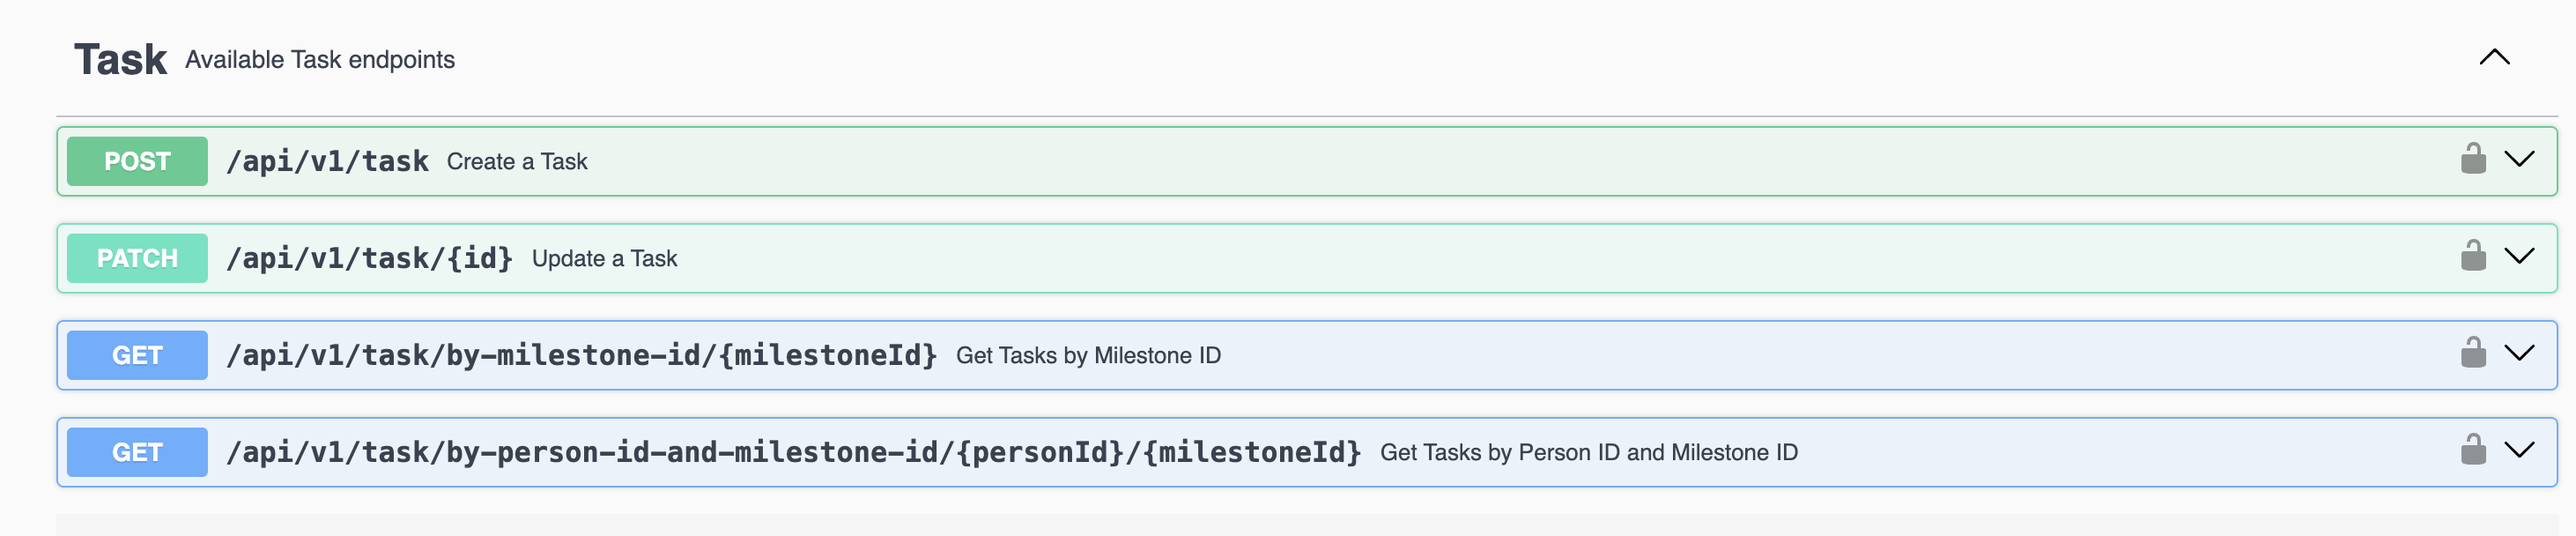 Task Available Task endpoints
POST /api/v1/task Create a Task
PATCH /api/v1/task/{id} Update a Task
GET /api/v1/task/by-milestone-id/{milestoneId} Get Tasks by Milestone ID
GET /api/v1/task/by-person-id-and-milestone-id/{personId}/{milestoneId} Get Tasks by Person ID and Milestone ID